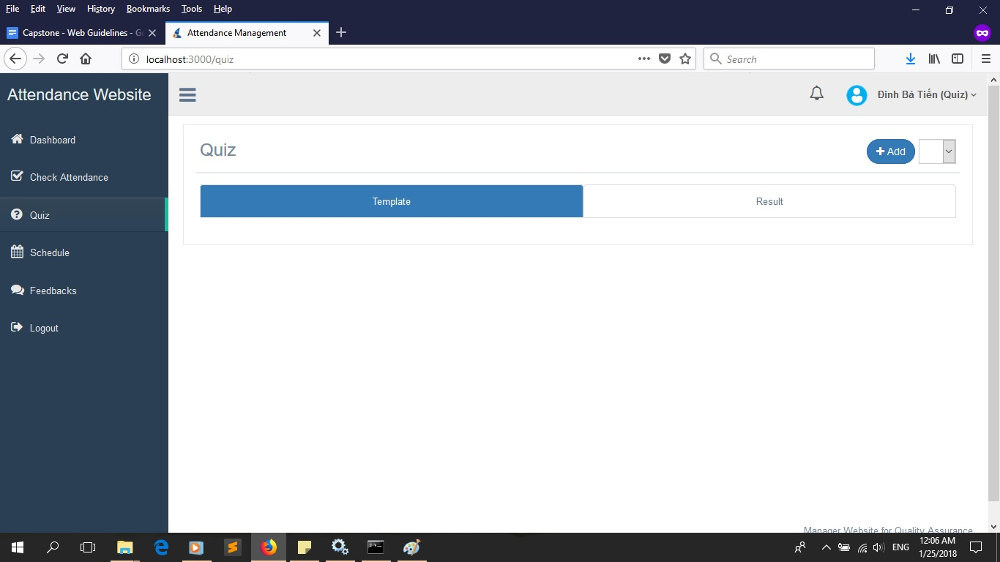 File Edit View History Bookmarks Tools Help
Capstone - Web Guidelines - G
Attendance Management
localhost:3000/quiz
Search
Attendance Website
Đinh Bá Tiến (Quiz)
Dashboard
Check Attendance
Quiz
Schedule
Feedbacks
Logout
Quiz
Add
Template
Result
Manager Website for Quality Assurance
ENG
12:06 AM
1/25/2018